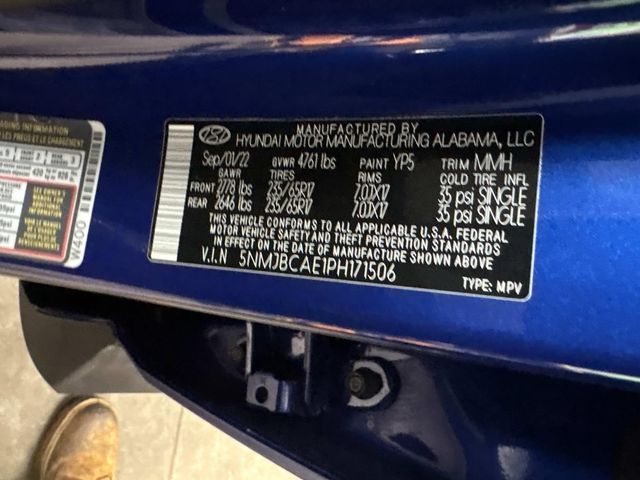 MANUFACTURED BY
HYUNDAI MOTOR MANUFACTURING ALABAMA, LLC
Sep/01/22 GVWR 4761 lbs PAINT YP5 TRIM MMH
GAWR TIRES RIMS COLD TIRE INFL
FRONT 2778 lbs 235/65R17 7.0JX17 35 psi SINGLE
REAR 2646 lbs 235/65R17 7.0JX17 35 psi SINGLE
THIS VEHICLE CONFORMS TO ALL APPLICABLE U.S.A. FEDERAL
MOTOR VEHICLE SAFETY, BUMPER, AND THEFT PREVENTION STANDARDS
IN EFFECT ON THE DATE OF MANUFACTURE SHOWN ABOVE.
V.I.N 5NMJBCAE1PH171506
TYPE: MPV
W400